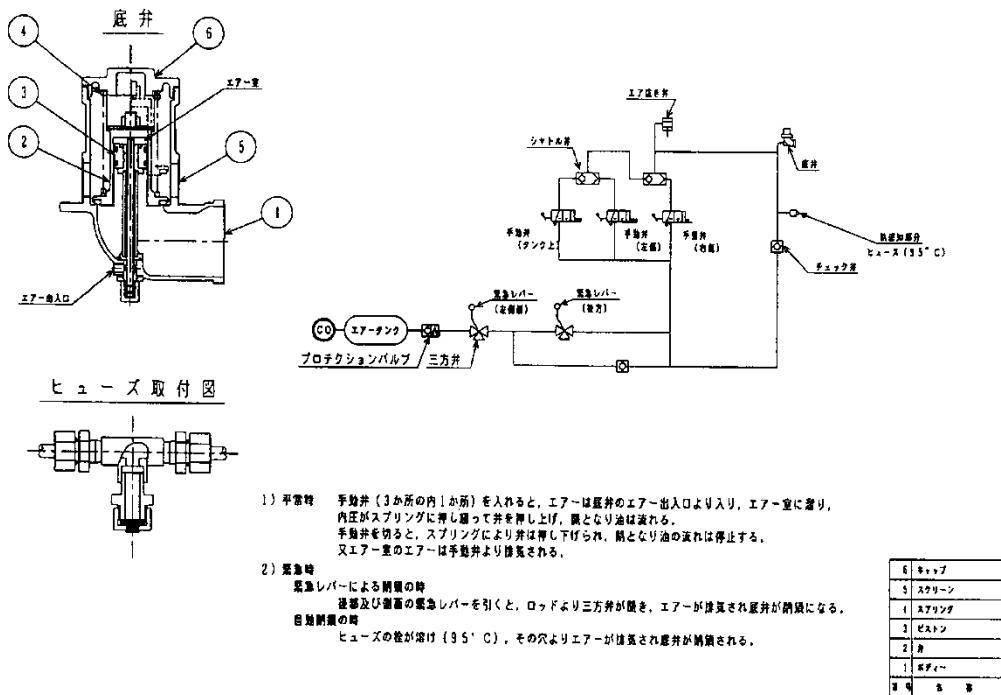 底弁
4
6
エアー室
3
2
5
1
エアー出入口
エア抜き弁
シャトル弁
底弁
手動弁
(タンク上)
手動弁
(左側)
手動弁
(右側)
熱感知部分
ヒューズ(95°C)
チェック弁
緊急レバー
(左側面)
緊急レバー
(後方)
CO
エアータンク
プロテクションバルブ
三方弁
ヒューズ取付図
1) 平常時 手動弁(3か所の内1か所)を入れると,エアーは底弁のエアー出入口より入り,エアー室に溜り,
内圧がスプリングに押し勝って弁を押し上げ,開となり油は流れる。
手動弁を切ると,スプリングにより弁は押し下げられ,閉となり油の流れは停止する。
又エアー室のエアーは手動弁より排気される。
2) 緊急時
緊急レバーによる閉鎖の時
後部及び側面の緊急レバーを引くと,ロッドより三方弁が開き,エアーが排気され底弁が閉鎖になる。
自動閉鎖の時
ヒューズの栓が溶け(95°C),その穴よりエアーが排気され底弁が閉鎖される。
6 キャップ
5 スクリーン
4 スプリング
3 ピストン
2 弁
1 ボディー